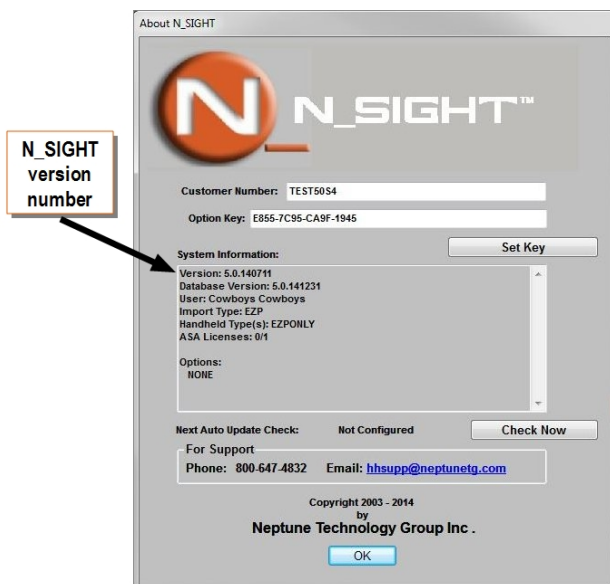 About N_SIGHT
N_ N_SIGHT™
N_SIGHT
version
number
Customer Number: TEST50S4
Option Key: E855-7C95-CA9F-1945
System Information:
Set Key
Version: 5.0.140711
Database Version: 5.0.141231
User: Cowboys Cowboys
Import Type: EZP
Handheld Type(s): EZPONLY
ASA Licenses: 0/1
Options:
NONE
Next Auto Update Check: Not Configured Check Now
For Support
Phone: 800-647-4832 Email: hhsupp@neptunetg.com
Copyright 2003 - 2014
by
Neptune Technology Group Inc .
OK